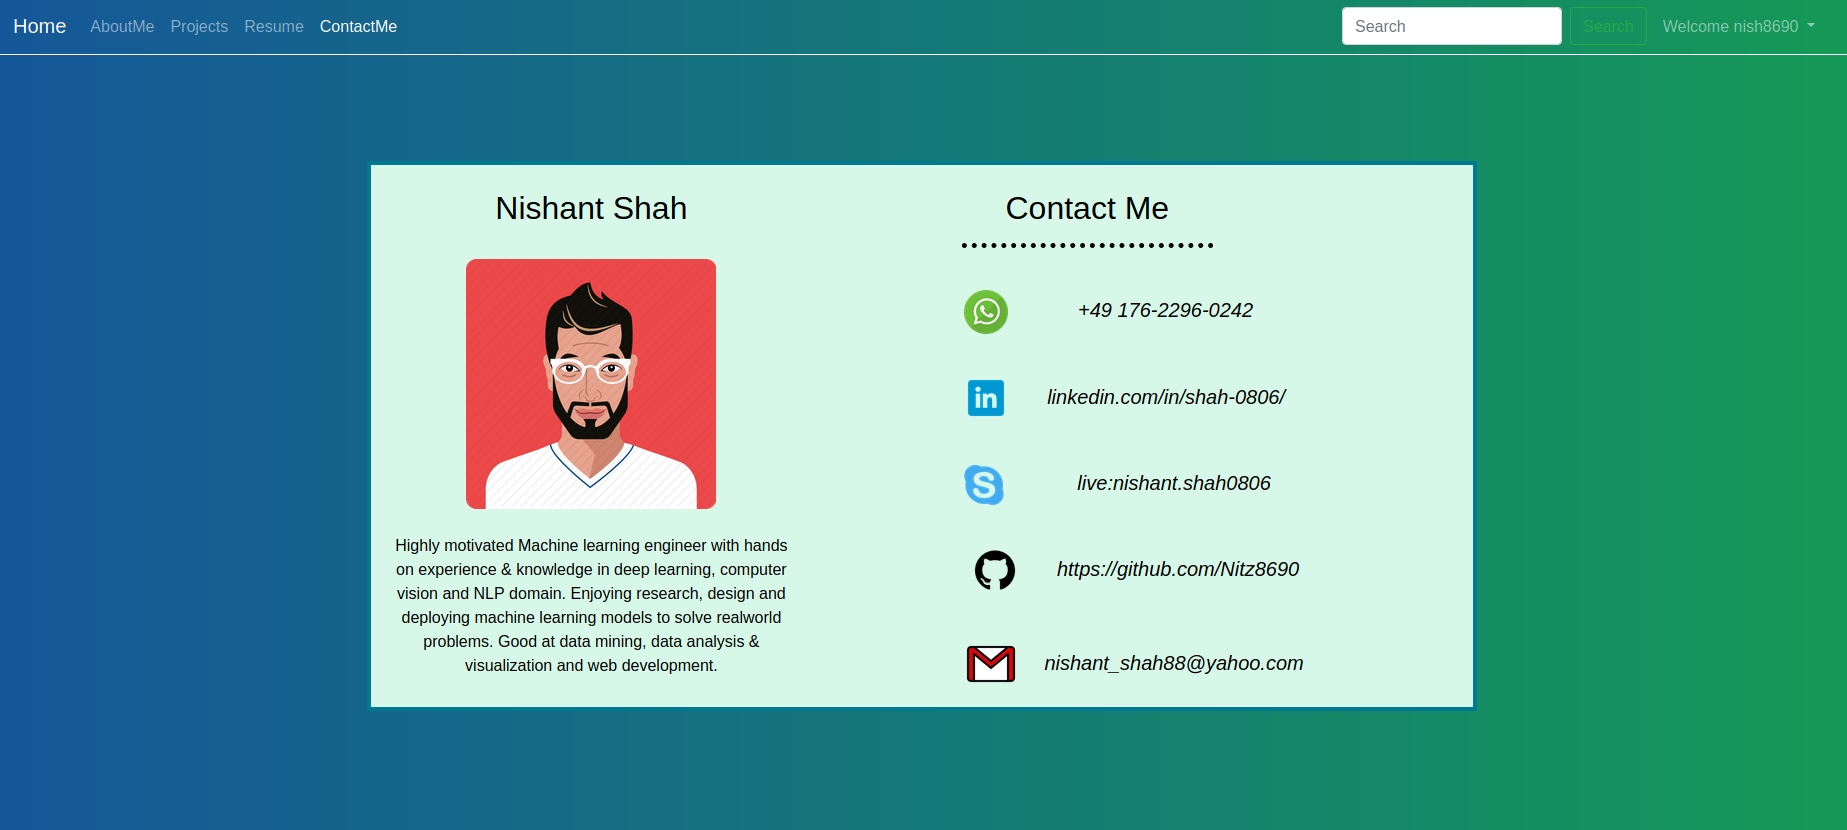 Home AboutMe Projects Resume ContactMe Search Search Welcome nish8690
Nishant Shah
Highly motivated Machine learning engineer with hands
on experience & knowledge in deep learning, computer
vision and NLP domain. Enjoying research, design and
deploying machine learning models to solve realworld
problems. Good at data mining, data analysis &
visualization and web development.
Contact Me
+49 176-2296-0242
in
linkedin.com/in/shah-0806/
S
live:nishant.shah0806
https://github.com/Nitz8690
nishant_shah88@yahoo.com